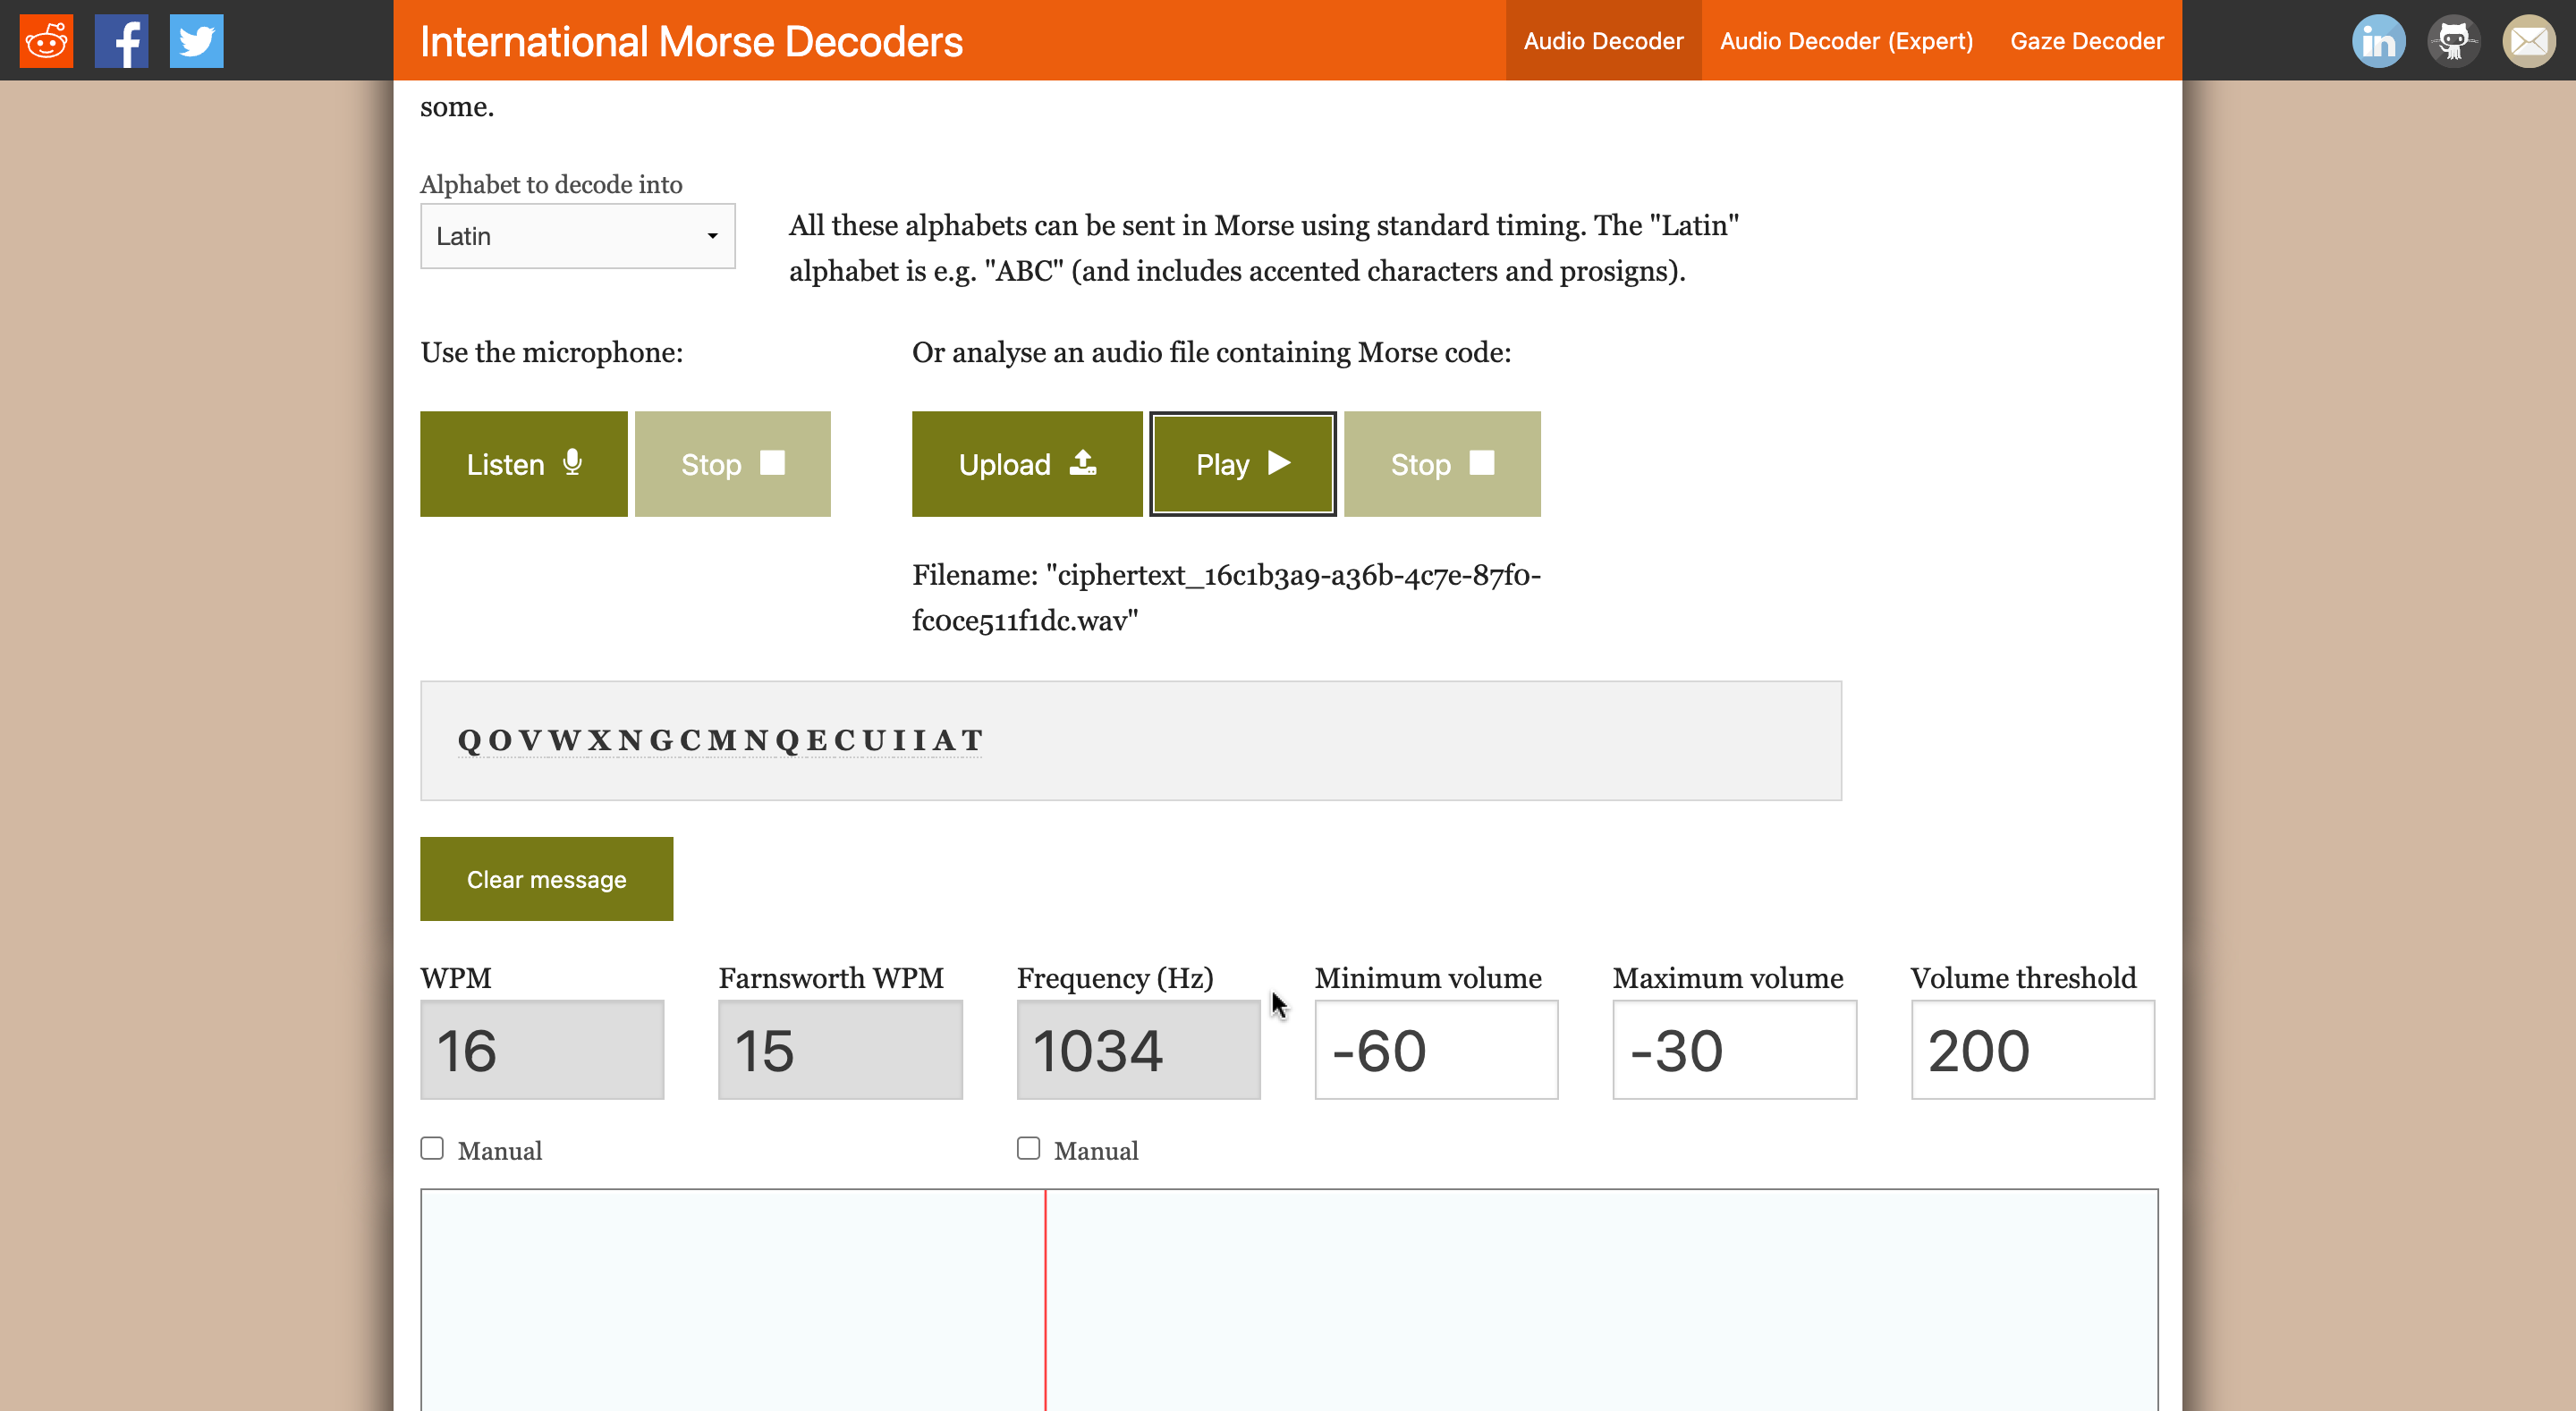 International Morse Decoders
Audio Decoder
Audio Decoder (Expert)
Gaze Decoder
some.
Alphabet to decode into
Latin
All these alphabets can be sent in Morse using standard timing. The "Latin"
alphabet is e.g. "ABC" (and includes accented characters and prosigns).
Use the microphone:
Or analyse an audio file containing Morse code:
Listen
Stop
Upload
Play
Stop
Filename: "ciphertext_16c1b3a9-a36b-4c7e-87f0-
fc0ce511f1dc.wav"
Q O V W X N G C M N Q E C U I I A T
Clear message
WPM
Farnsworth WPM
Frequency (Hz)
Minimum volume
Maximum volume
Volume threshold
16
15
1034
-60
-30
200
Manual
Manual